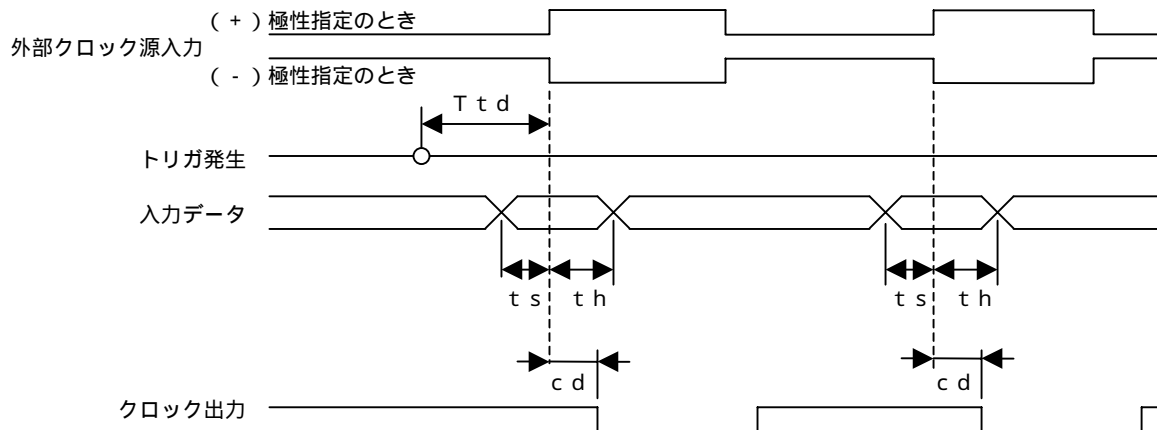 ( + ) 極性指定のとき
外部クロック源入力
( - ) 極性指定のとき
Ttd
トリガ発生
入力データ
ts th ts th
cd cd
クロック出力